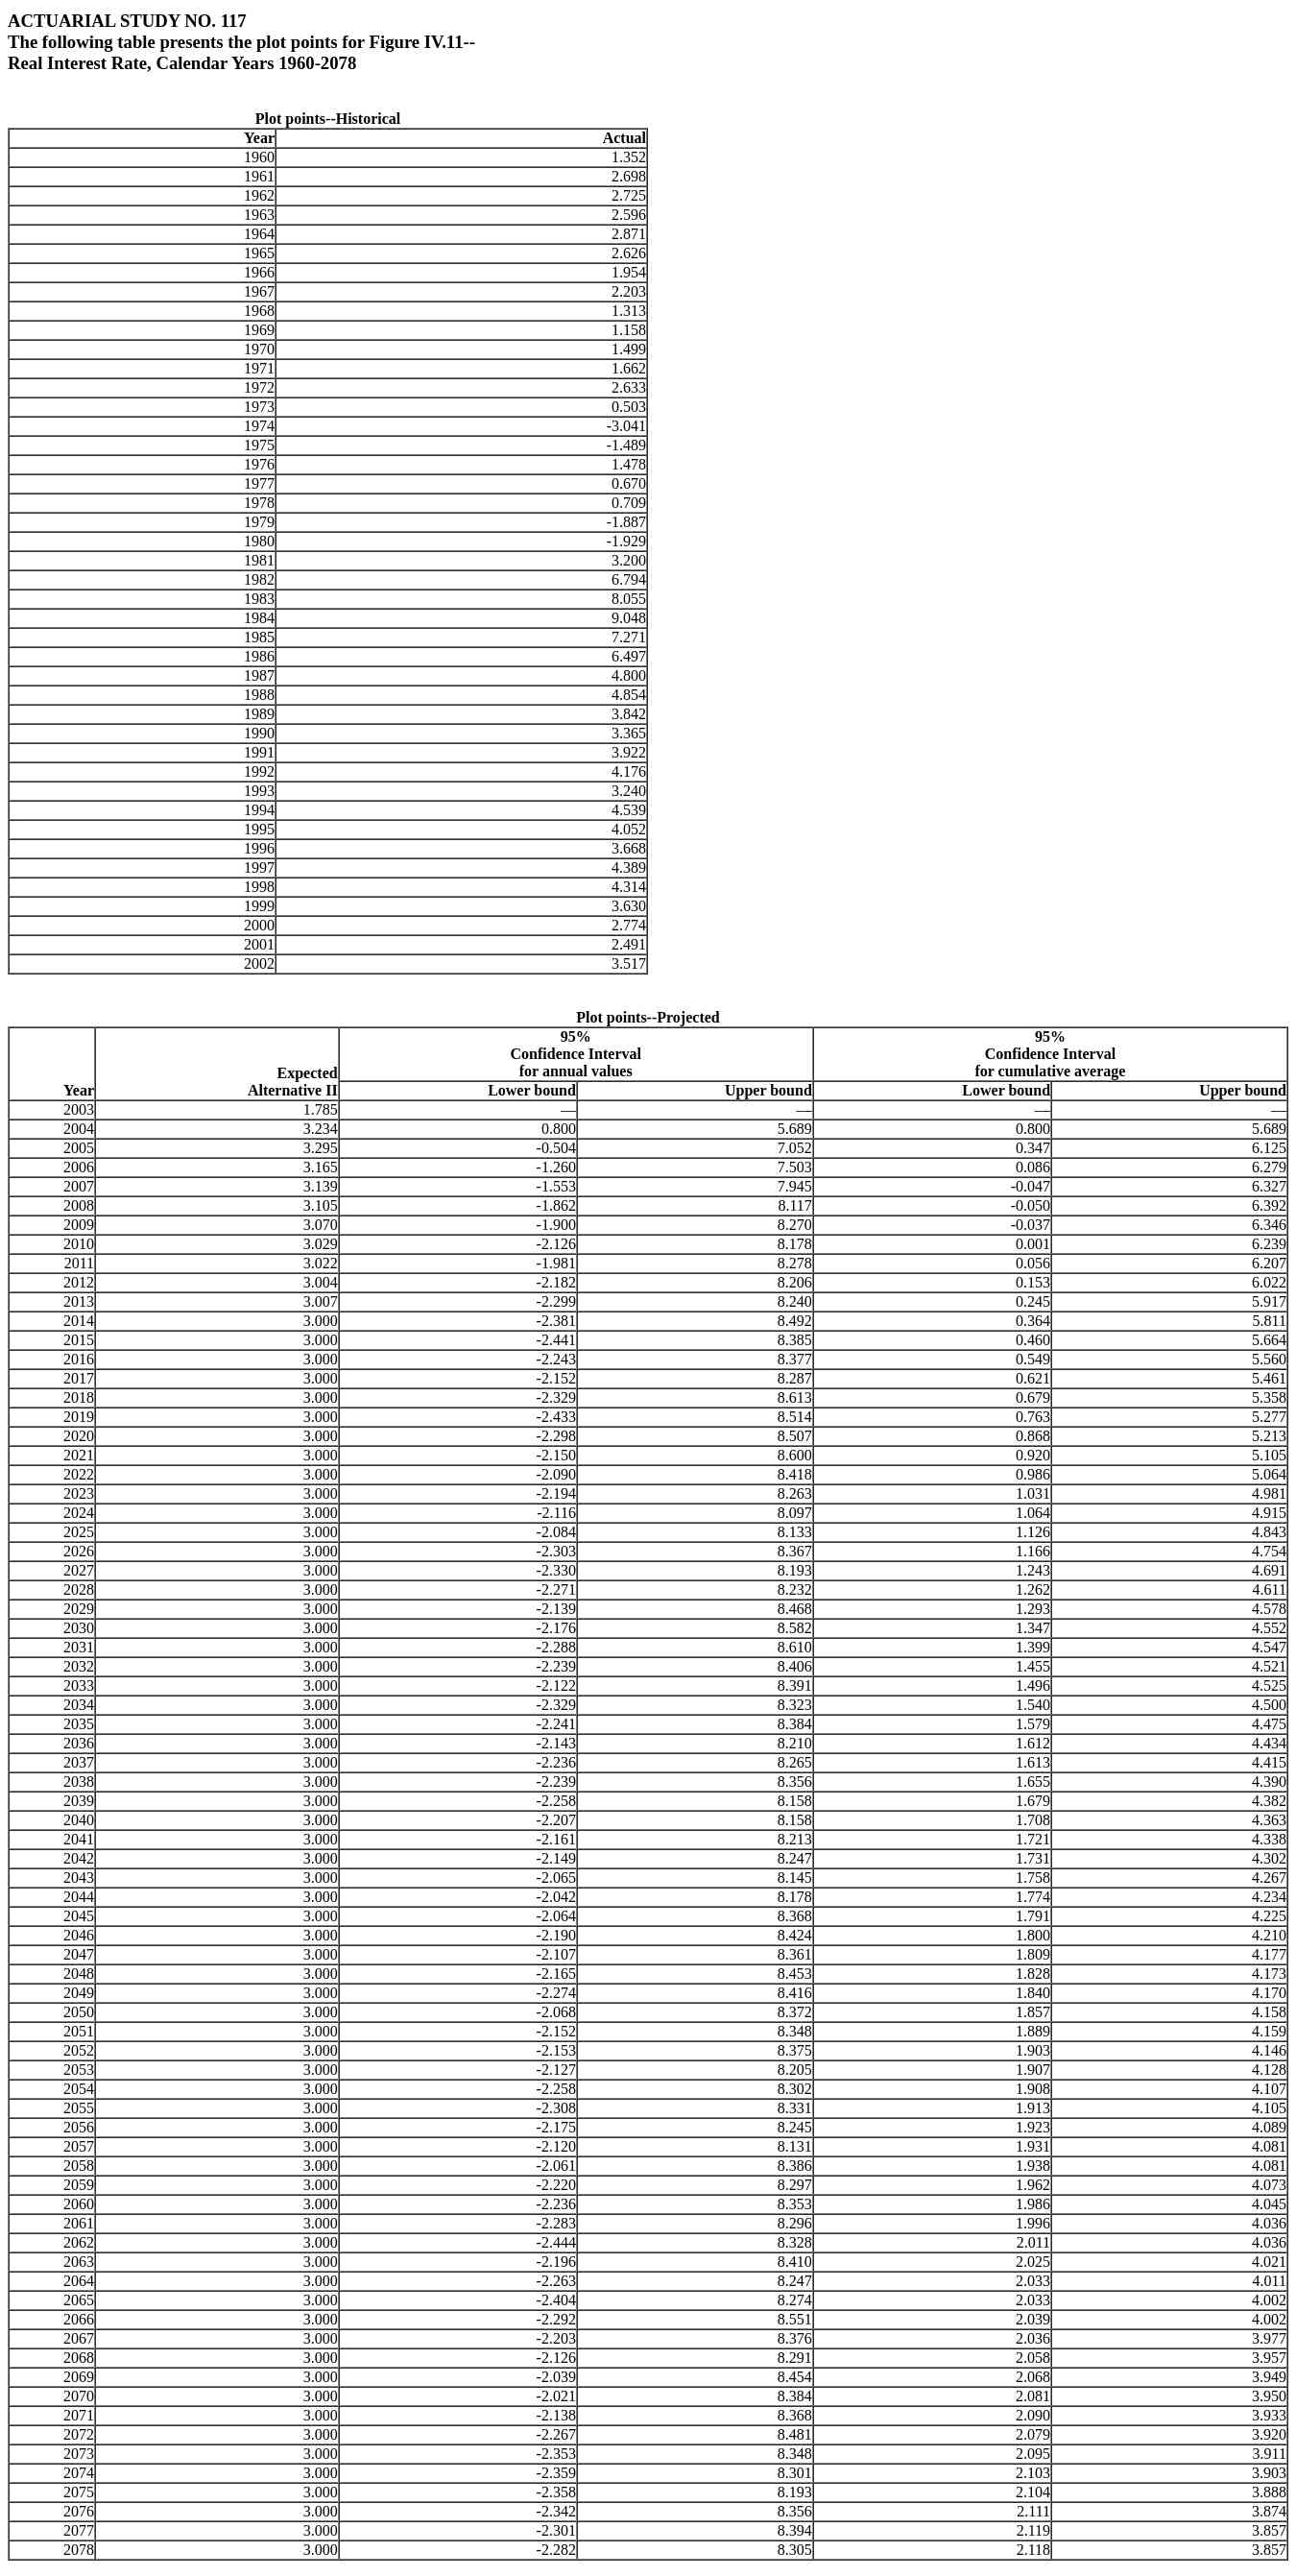 ACTUARIAL STUDY NO. 117
The following table presents the plot points for Figure IV.11--
Real Interest Rate, Calendar Years 1960-2078
Plot points--Historical
Year Actual
1960 1.352
1961 2.698
1962 2.725
1963 2.596
1964 2.871
1965 2.626
1966 1.954
1967 2.203
1968 1.313
1969 1.158
1970 1.499
1971 1.662
1972 2.633
1973 0.503
1974 -3.041
1975 -1.489
1976 1.478
1977 0.670
1978 0.709
1979 -1.887
1980 -1.929
1981 3.200
1982 6.794
1983 8.055
1984 9.048
1985 7.271
1986 6.497
1987 4.800
1988 4.854
1989 3.842
1990 3.365
1991 3.922
1992 4.176
1993 3.240
1994 4.539
1995 4.052
1996 3.668
1997 4.389
1998 4.314
1999 3.630
2000 2.774
2001 2.491
2002 3.517
Plot points--Projected
95% 95%
Confidence Interval Confidence Interval
Expected for annual values for cumulative average
Year Alternative II Lower bound Upper bound Lower bound Upper bound
2003 1.785 — — — —
2004 3.234 0.800 5.689 0.800 5.689
2005 3.295 -0.504 7.052 0.347 6.125
2006 3.165 -1.260 7.503 0.086 6.279
2007 3.139 -1.553 7.945 -0.047 6.327
2008 3.105 -1.862 8.117 -0.050 6.392
2009 3.070 -1.900 8.270 -0.037 6.346
2010 3.029 -2.126 8.178 0.001 6.239
2011 3.022 -1.981 8.278 0.056 6.207
2012 3.004 -2.182 8.206 0.153 6.022
2013 3.007 -2.299 8.240 0.245 5.917
2014 3.000 -2.381 8.492 0.364 5.811
2015 3.000 -2.441 8.385 0.460 5.664
2016 3.000 -2.243 8.377 0.549 5.560
2017 3.000 -2.152 8.287 0.621 5.461
2018 3.000 -2.329 8.613 0.679 5.358
2019 3.000 -2.433 8.514 0.763 5.277
2020 3.000 -2.298 8.507 0.868 5.213
2021 3.000 -2.150 8.600 0.920 5.105
2022 3.000 -2.090 8.418 0.986 5.064
2023 3.000 -2.194 8.263 1.031 4.981
2024 3.000 -2.116 8.097 1.064 4.915
2025 3.000 -2.084 8.133 1.126 4.843
2026 3.000 -2.303 8.367 1.166 4.754
2027 3.000 -2.330 8.193 1.243 4.691
2028 3.000 -2.271 8.232 1.262 4.611
2029 3.000 -2.139 8.468 1.293 4.578
2030 3.000 -2.176 8.582 1.347 4.552
2031 3.000 -2.288 8.610 1.399 4.547
2032 3.000 -2.239 8.406 1.455 4.521
2033 3.000 -2.122 8.391 1.496 4.525
2034 3.000 -2.329 8.323 1.540 4.500
2035 3.000 -2.241 8.384 1.579 4.475
2036 3.000 -2.143 8.210 1.612 4.434
2037 3.000 -2.236 8.265 1.613 4.415
2038 3.000 -2.239 8.356 1.655 4.390
2039 3.000 -2.258 8.158 1.679 4.382
2040 3.000 -2.207 8.158 1.708 4.363
2041 3.000 -2.161 8.213 1.721 4.338
2042 3.000 -2.149 8.247 1.731 4.302
2043 3.000 -2.065 8.145 1.758 4.267
2044 3.000 -2.042 8.178 1.774 4.234
2045 3.000 -2.064 8.368 1.791 4.225
2046 3.000 -2.190 8.424 1.800 4.210
2047 3.000 -2.107 8.361 1.809 4.177
2048 3.000 -2.165 8.453 1.828 4.173
2049 3.000 -2.274 8.416 1.840 4.170
2050 3.000 -2.068 8.372 1.857 4.158
2051 3.000 -2.152 8.348 1.889 4.159
2052 3.000 -2.153 8.375 1.903 4.146
2053 3.000 -2.127 8.205 1.907 4.128
2054 3.000 -2.258 8.302 1.908 4.107
2055 3.000 -2.308 8.331 1.913 4.105
2056 3.000 -2.175 8.245 1.923 4.089
2057 3.000 -2.120 8.131 1.931 4.081
2058 3.000 -2.061 8.386 1.938 4.081
2059 3.000 -2.220 8.297 1.962 4.073
2060 3.000 -2.236 8.353 1.986 4.045
2061 3.000 -2.283 8.296 1.996 4.036
2062 3.000 -2.444 8.328 2.011 4.036
2063 3.000 -2.196 8.410 2.025 4.021
2064 3.000 -2.263 8.247 2.033 4.011
2065 3.000 -2.404 8.274 2.033 4.002
2066 3.000 -2.292 8.551 2.039 4.002
2067 3.000 -2.203 8.376 2.036 3.977
2068 3.000 -2.126 8.291 2.058 3.957
2069 3.000 -2.039 8.454 2.068 3.949
2070 3.000 -2.021 8.384 2.081 3.950
2071 3.000 -2.138 8.368 2.090 3.933
2072 3.000 -2.267 8.481 2.079 3.920
2073 3.000 -2.353 8.348 2.095 3.911
2074 3.000 -2.359 8.301 2.103 3.903
2075 3.000 -2.358 8.193 2.104 3.888
2076 3.000 -2.342 8.356 2.111 3.874
2077 3.000 -2.301 8.394 2.119 3.857
2078 3.000 -2.282 8.305 2.118 3.857